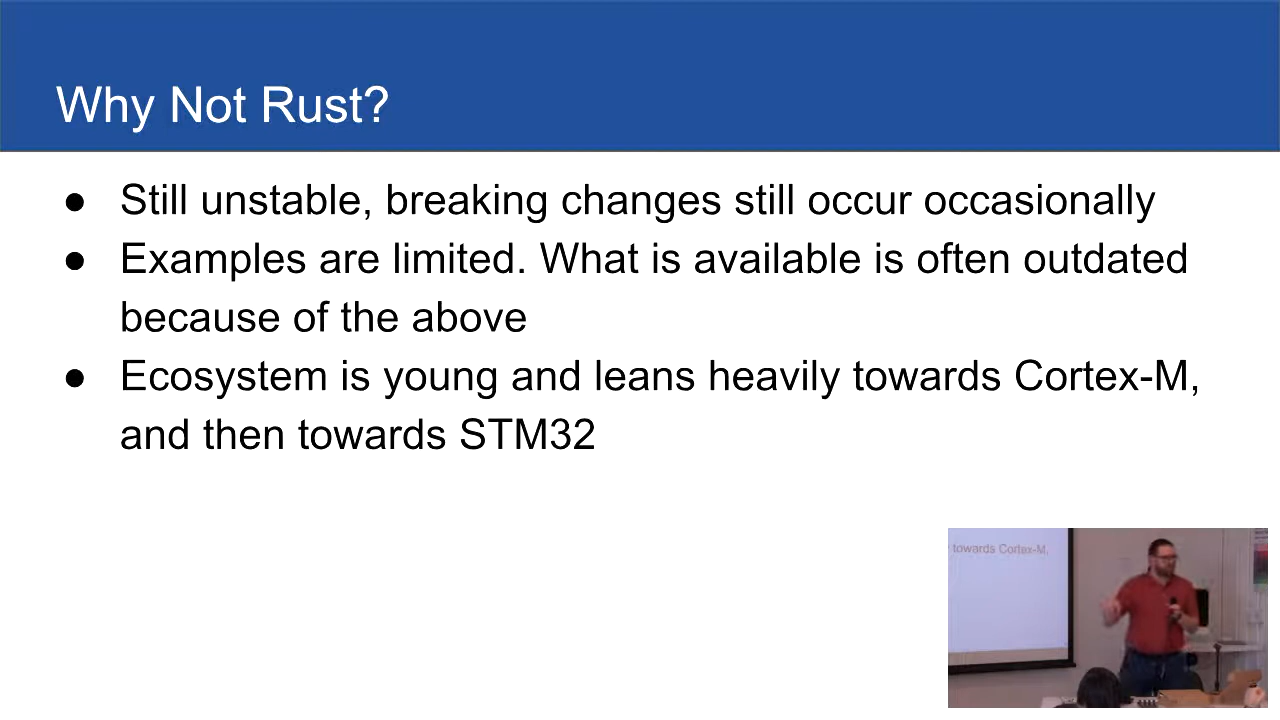 Why Not Rust?
● Still unstable, breaking changes still occur occasionally
● Examples are limited. What is available is often outdated
because of the above
● Ecosystem is young and leans heavily towards Cortex-M,
and then towards STM32
towards Cortex-M,